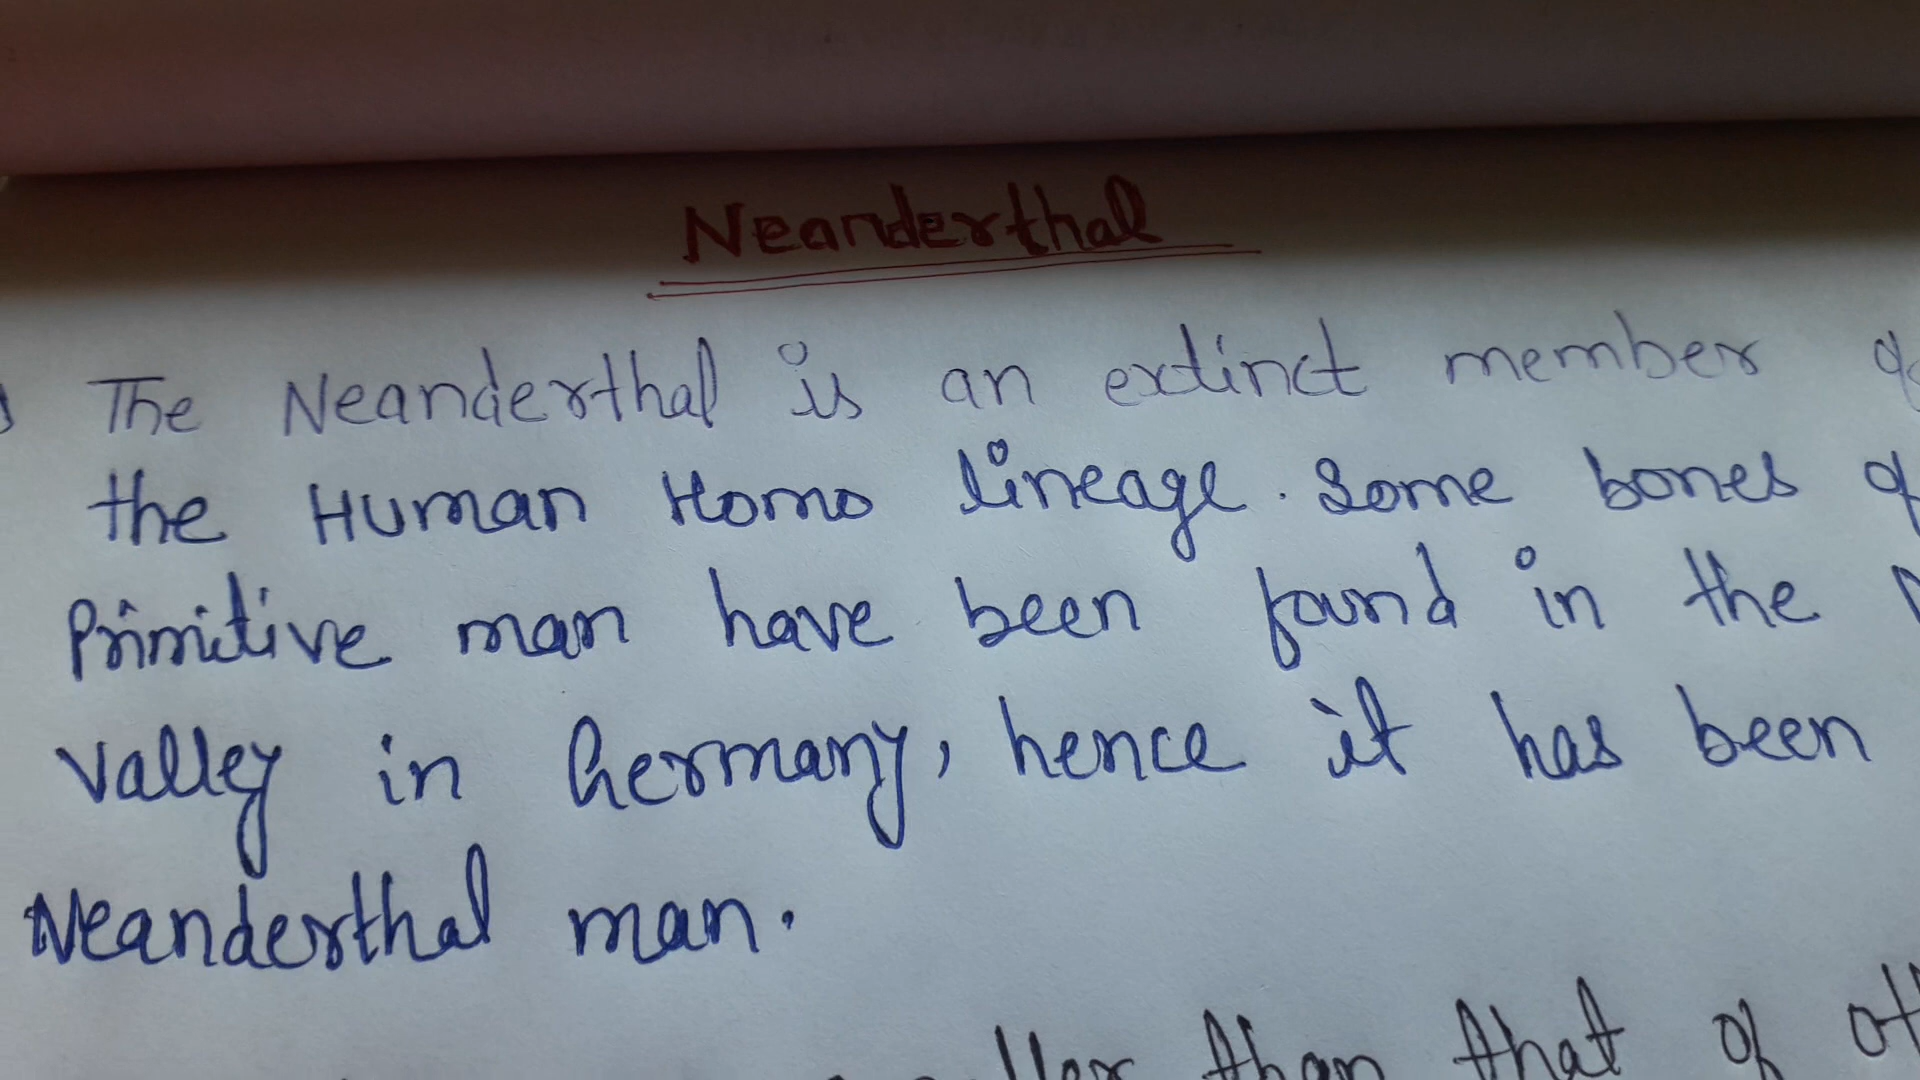 Neanderthal
The Neanderthal is an extinct member
the Human Homo lineage. Some bones of
Primitive man have been found in the
valley in Germany, hence it has been
Neanderthal man.
than that of